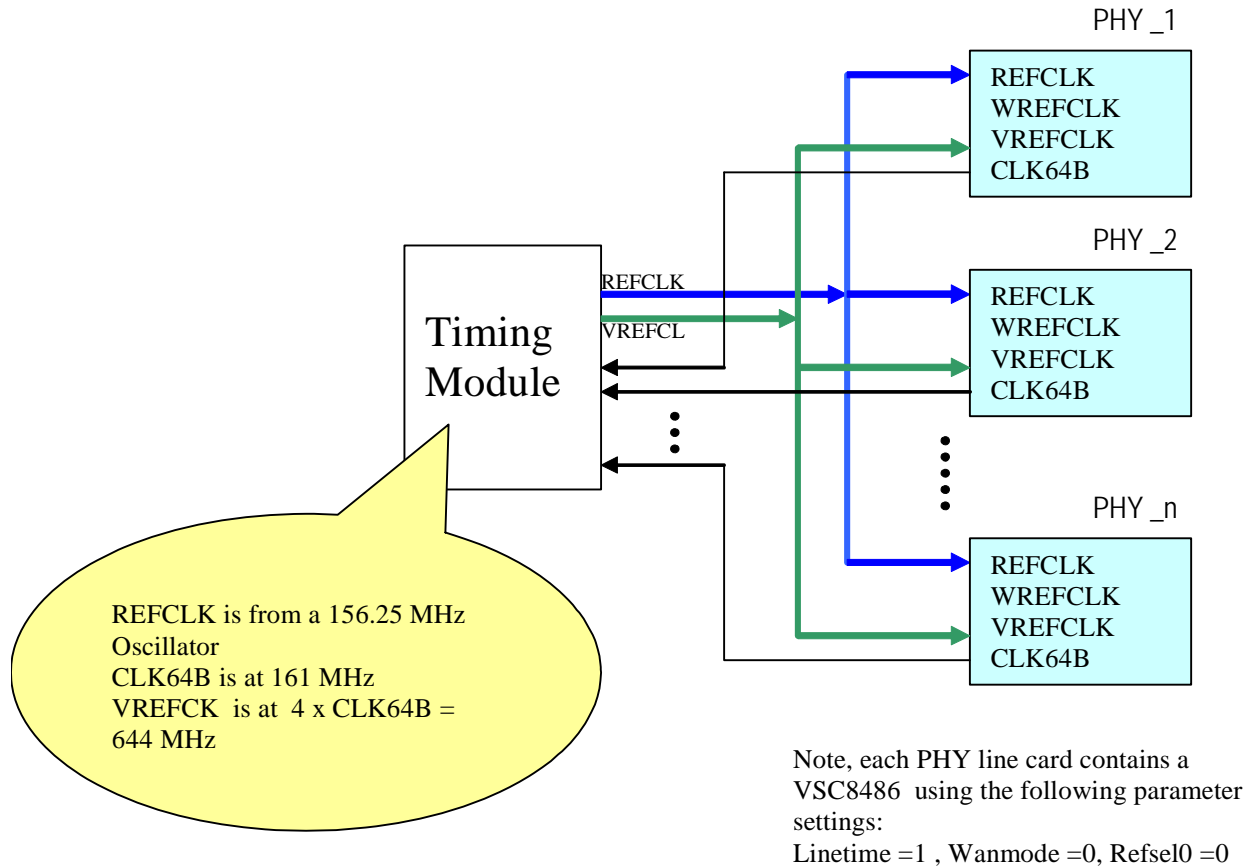 PHY _1
REFCLK
WREFCLK
VREFCLK
CLK64B
PHY _2
REFCLK
WREFCLK
VREFCLK
CLK64B
REFCLK
VREFCL
Timing
Module
PHY _n
REFCLK
WREFCLK
VREFCLK
CLK64B
REFCLK is from a 156.25 MHz
Oscillator
CLK64B is at 161 MHz
VREFCK is at 4 x CLK64B =
644 MHz
Note, each PHY line card contains a
VSC8486 using the following parameter
settings:
Linetime =1 , Wanmode =0, Refsel0 =0